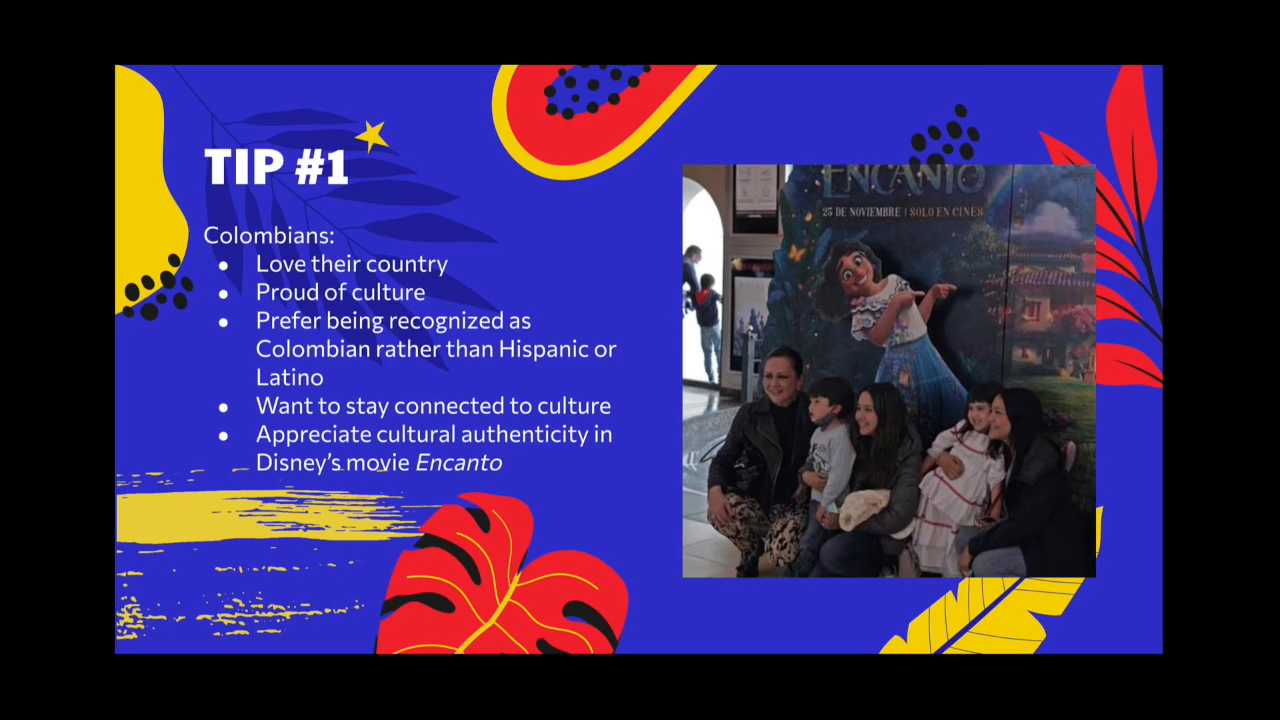 TIP #1
Colombians:
● Love their country
● Proud of culture
● Prefer being recognized as
Colombian rather than Hispanic or
Latino
● Want to stay connected to culture
● Appreciate cultural authenticity in
Disney's movie Encanto
ENCANTO
25 DE NOVIEMBRE | SOLO EN CINES